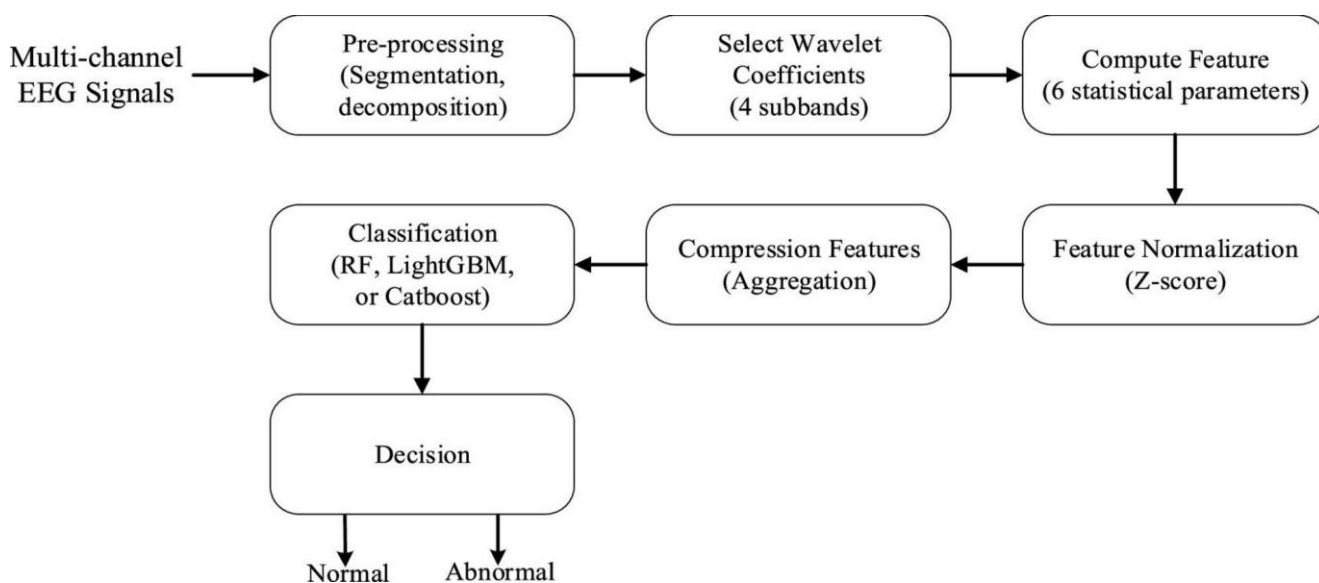 Multi-channel
EEG Signals
Pre-processing
(Segmentation,
decomposition)
Select Wavelet
Coefficients
(4 subbands)
Compute Feature
(6 statistical parameters)
Feature Normalization
(Z-score)
Compression Features
(Aggregation)
Classification
(RF, LightGBM,
or Catboost)
Decision
Normal
Abnormal